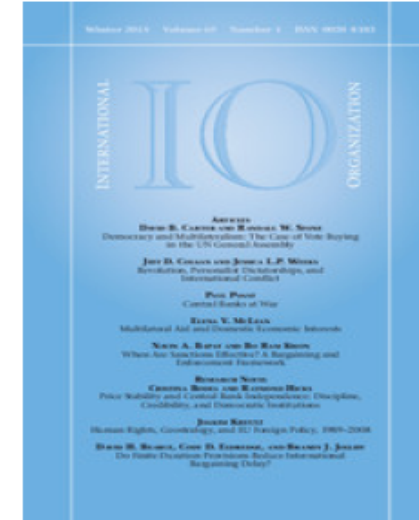 Winter 2015 Volume 69 Number 1 ISSN 0020 8183
INTERNATIONAL
IO
ORGANIZATION
ARTICLES
DAVID B. CARTER AND RANDALL W. STONE
Democracy and Multilateralism: The Case of Vote Buying
in the UN General Assembly
JEFF D. COLGAN AND JESSICA L.P. WEEKS
Revolution, Personalist Dictatorships, and
International Conflict
PAUL POAST
Central Banks at War
ELENA V. MCLEAN
Multilateral Aid and Domestic Economic Interests
NAVIN A. BAPAT AND BO RAM KWON
When Are Sanctions Effective? A Bargaining and
Enforcement Framework
RESEARCH NOTES
CRISTINA BODEA AND RAYMOND HICKS
Price Stability and Central Bank Independence: Discipline,
Credibility, and Democratic Institutions
JOAKIM KREUTZ
Human Rights, Geostrategy, and EU Foreign Policy, 1989–2008
DAVID H. BEARCE, CODY D. ELDREDGE, AND BRANDY J. JOLLIFF
Do Finite Duration Provisions Reduce International
Bargaining Delay?